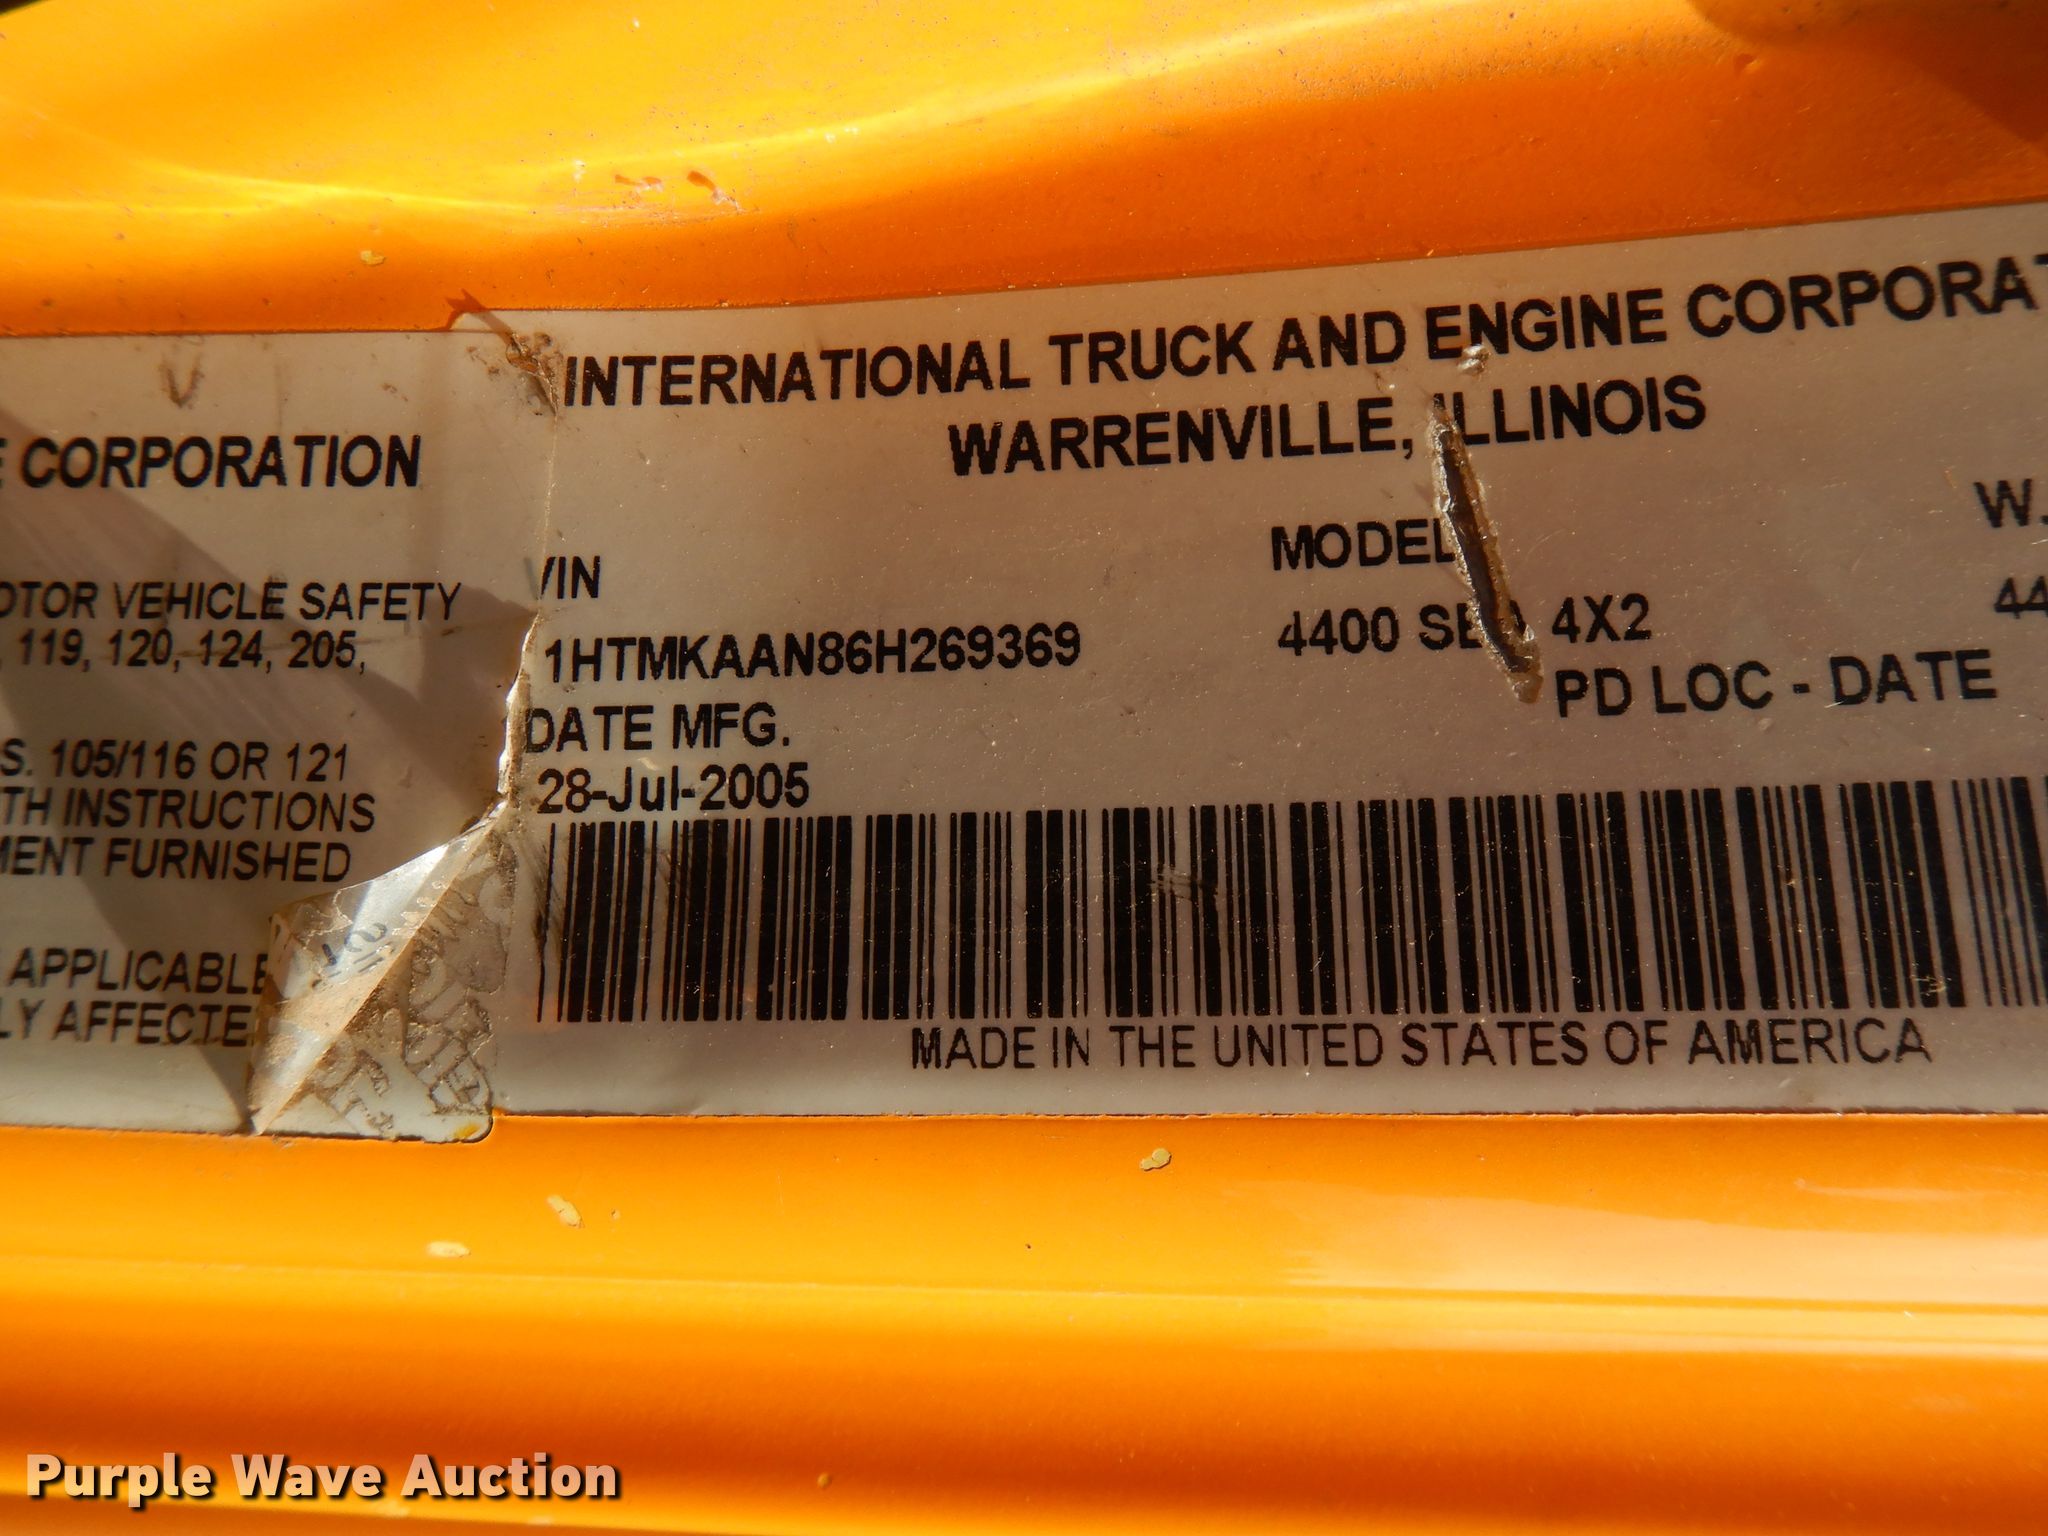 E CORPORATION
OTOR VEHICLE SAFETY
, 119, 120, 124, 205,
S. 105/116 OR 121
TH INSTRUCTIONS
MENT FURNISHED
APPLICABLE
LY AFFECTE
INTERNATIONAL TRUCK AND ENGINE CORPORAT
WARRENVILLE, ILLINOIS
VIN
MODEL
W.
1HTMKAAN86H269369
4400 4X2
44
DATE MFG.
PD LOC - DATE
28-Jul-2005
MADE IN THE UNITED STATES OF AMERICA
Purple Wave Auction